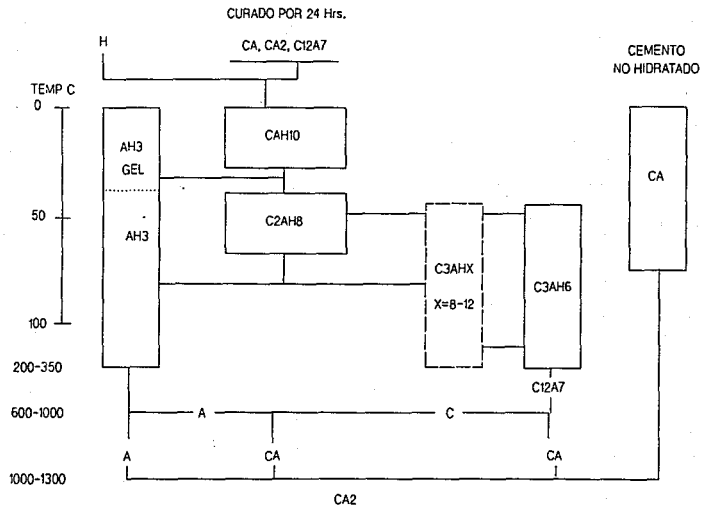 CURADO POR 24 Hrs.
H
CA, CA2, C12A7
CEMENTO
NO HIDRATADO
TEMP C
0
AH3
GEL
CAH10
CA
50
AH3
C2AH8
C3AHX
X=8-12
C3AH6
100
200-350
C12A7
600-1000
A
C
A
CA
CA
1000-1300
CA2